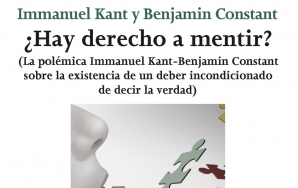 Immanuel Kant y Benjamin Constant
¿Hay derecho a mentir?
(La polémica Immanuel Kant-Benjamin Constant
sobre la existencia de un deber incondicionado
de decir la verdad)